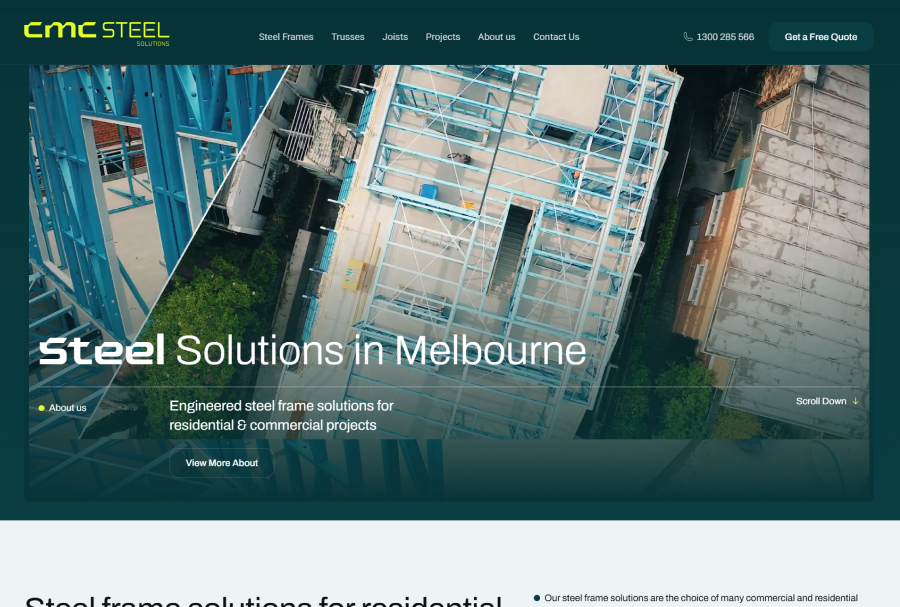 cmc STEEL
SOLUTIONS
Steel Frames
Trusses
Joists
Projects
About us
Contact Us
1300 285 566
Get a Free Quote
Steel Solutions in Melbourne
About us
Engineered steel frame solutions for
residential & commercial projects
Scroll Down
View More About
Steel frame solutions for residential
Our steel frame solutions are the choice of many commercial and residential